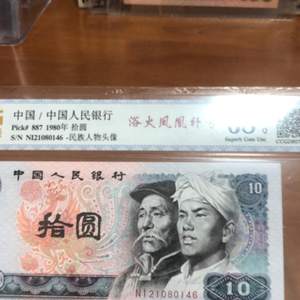 中国 / 中国人民银行
Pick# 887 1980年 拾圆
S/N NI21080146 -民族人物头像
浴火凤凰
Superb Gem Unc
中国人民银行
10
拾圆
NI21080146
10